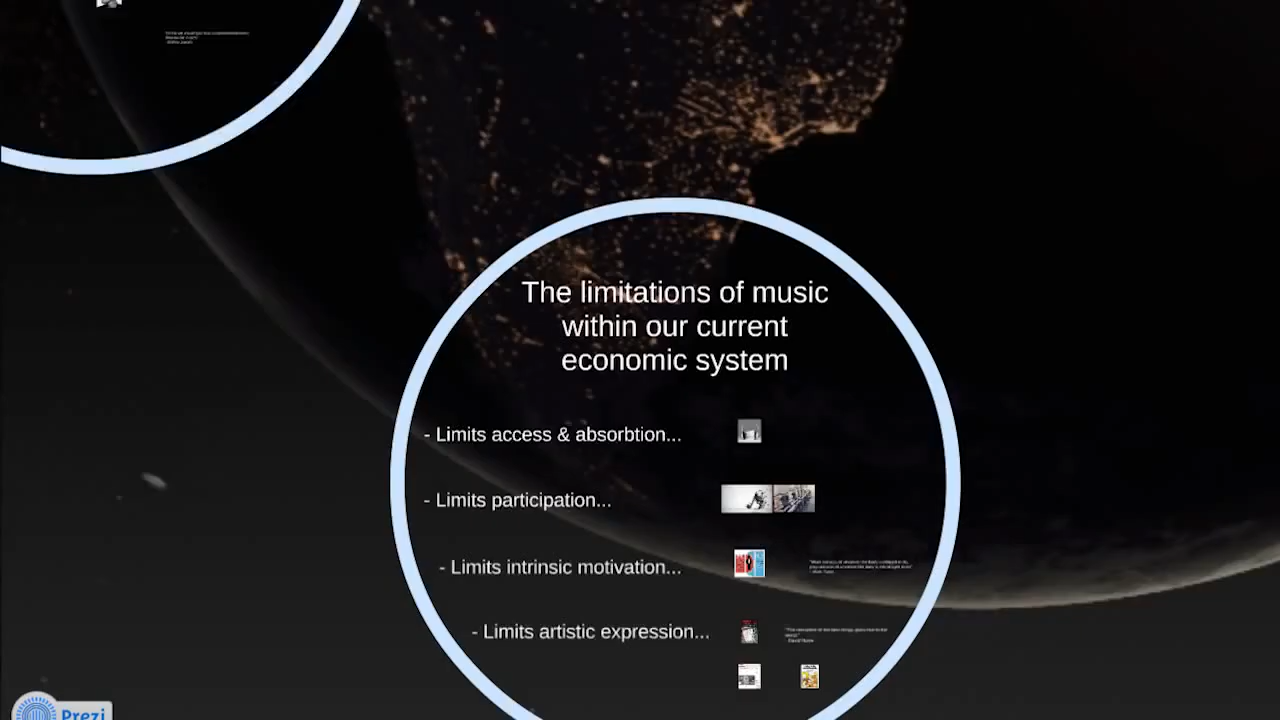 The limitations of music
within our current
economic system
- Limits access & absorbtion...
- Limits participation...
- Limits intrinsic motivation...
- Limits artistic expression...
Prezi